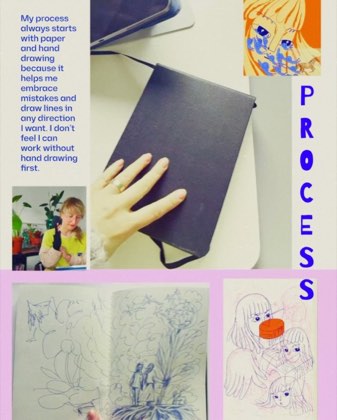 My process
always starts
with paper
and hand
drawing
because it
helps me
embrace
mistakes and
draw lines in
any direction
I want. I don't
feel I can
work without
hand drawing
first.
PROCESS